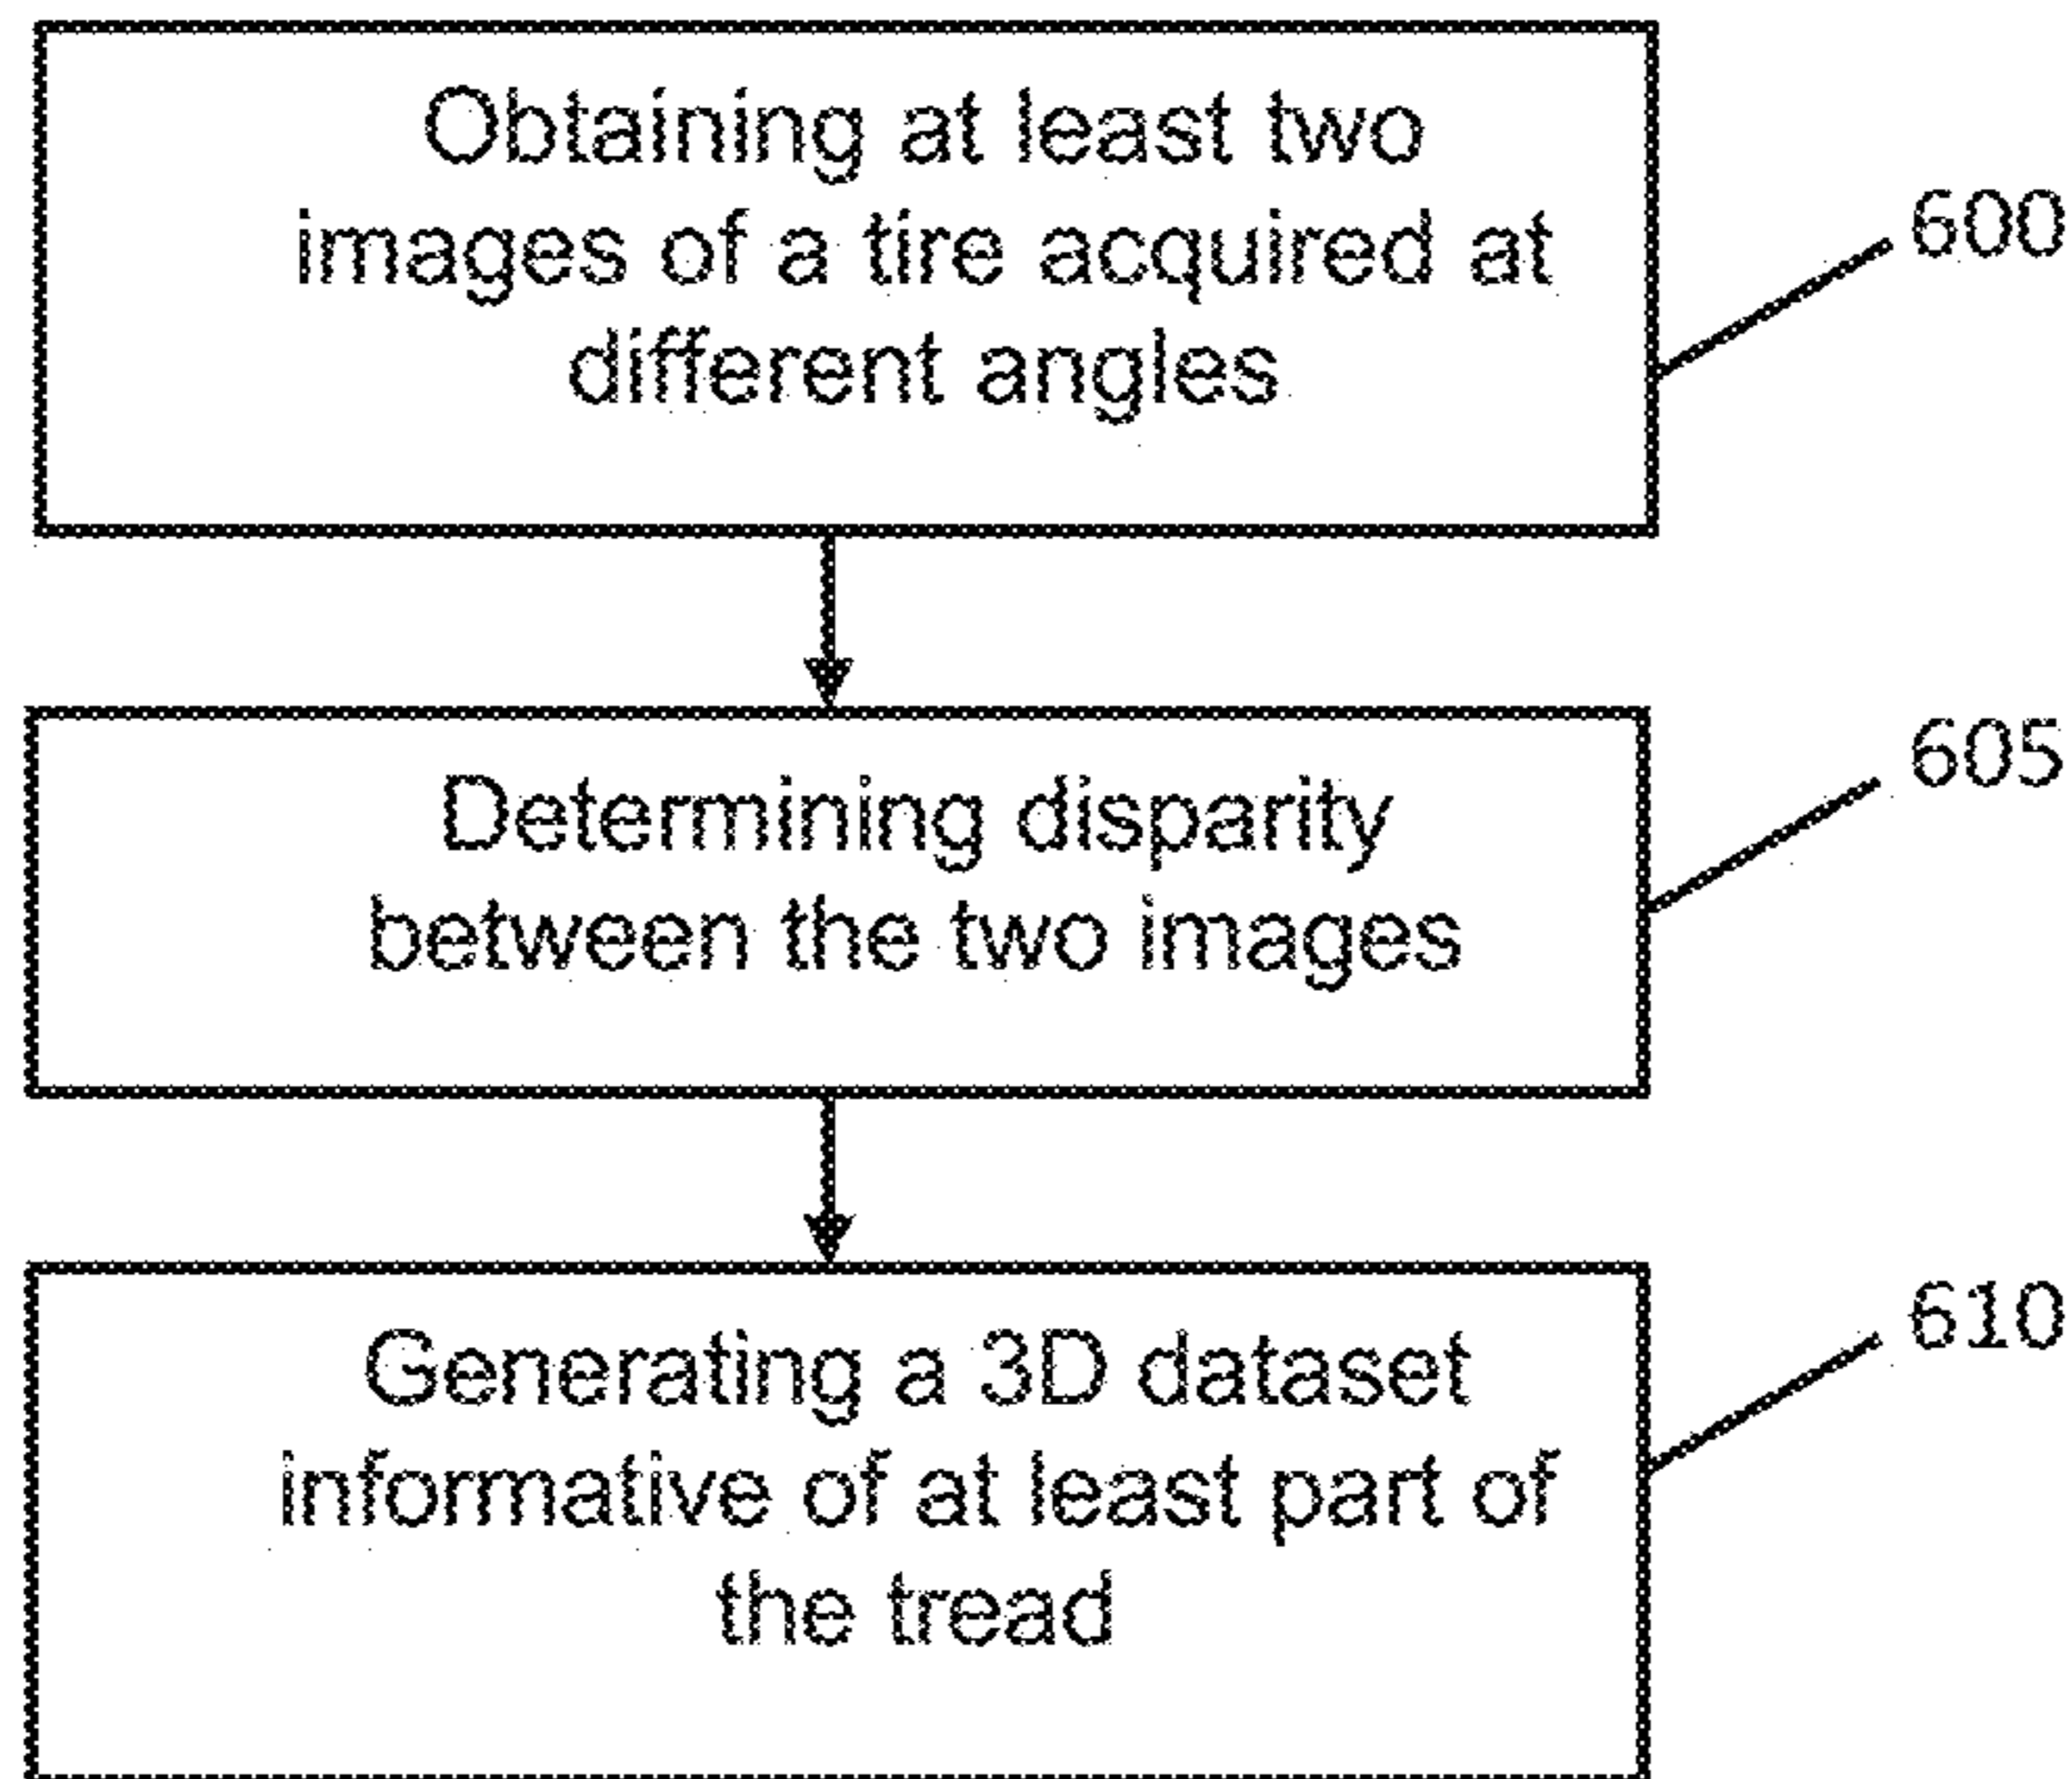 Obtaining at least two
images of a tire acquired at
different angles
600
Determining disparity
between the two images
605
Generating a 3D dataset
informative of at least part of
the tread
610